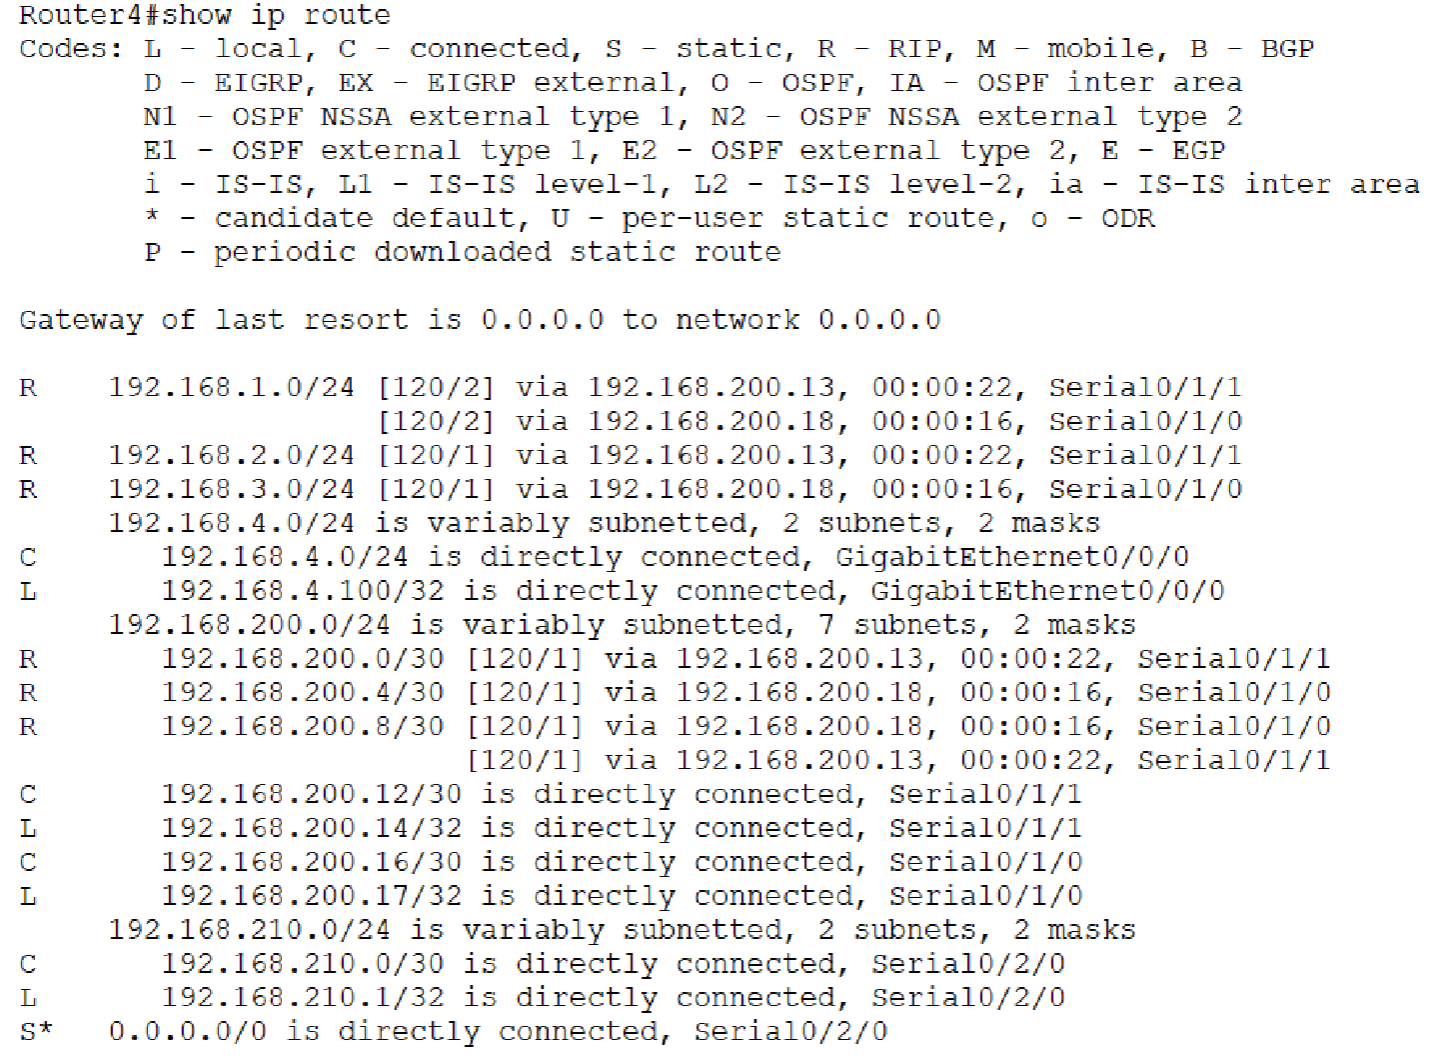 Router4#show ip route
Codes: L - local, C - connected, S - static, R - RIP, M - mobile, B - BGP
       D - EIGRP, EX - EIGRP external, O - OSPF, IA - OSPF inter area
       N1 - OSPF NSSA external type 1, N2 - OSPF NSSA external type 2
       E1 - OSPF external type 1, E2 - OSPF external type 2, E - EGP
       i - IS-IS, L1 - IS-IS level-1, L2 - IS-IS level-2, ia - IS-IS inter area
       * - candidate default, U - per-user static route, o - ODR
       P - periodic downloaded static route

Gateway of last resort is 0.0.0.0 to network 0.0.0.0

R    192.168.1.0/24 [120/2] via 192.168.200.13, 00:00:22, Serial0/1/1
                    [120/2] via 192.168.200.18, 00:00:16, Serial0/1/0
R    192.168.2.0/24 [120/1] via 192.168.200.13, 00:00:22, Serial0/1/1
R    192.168.3.0/24 [120/1] via 192.168.200.18, 00:00:16, Serial0/1/0
     192.168.4.0/24 is variably subnetted, 2 subnets, 2 masks
C       192.168.4.0/24 is directly connected, GigabitEthernet0/0/0
L       192.168.4.100/32 is directly connected, GigabitEthernet0/0/0
     192.168.200.0/24 is variably subnetted, 7 subnets, 2 masks
R       192.168.200.0/30 [120/1] via 192.168.200.13, 00:00:22, Serial0/1/1
R       192.168.200.4/30 [120/1] via 192.168.200.18, 00:00:16, Serial0/1/0
R       192.168.200.8/30 [120/1] via 192.168.200.18, 00:00:16, Serial0/1/0
                         [120/1] via 192.168.200.13, 00:00:22, Serial0/1/1
C       192.168.200.12/30 is directly connected, Serial0/1/1
L       192.168.200.14/32 is directly connected, Serial0/1/1
C       192.168.200.16/30 is directly connected, Serial0/1/0
L       192.168.200.17/32 is directly connected, Serial0/1/0
     192.168.210.0/24 is variably subnetted, 2 subnets, 2 masks
C       192.168.210.0/30 is directly connected, Serial0/2/0
L       192.168.210.1/32 is directly connected, Serial0/2/0
S*   0.0.0.0/0 is directly connected, Serial0/2/0